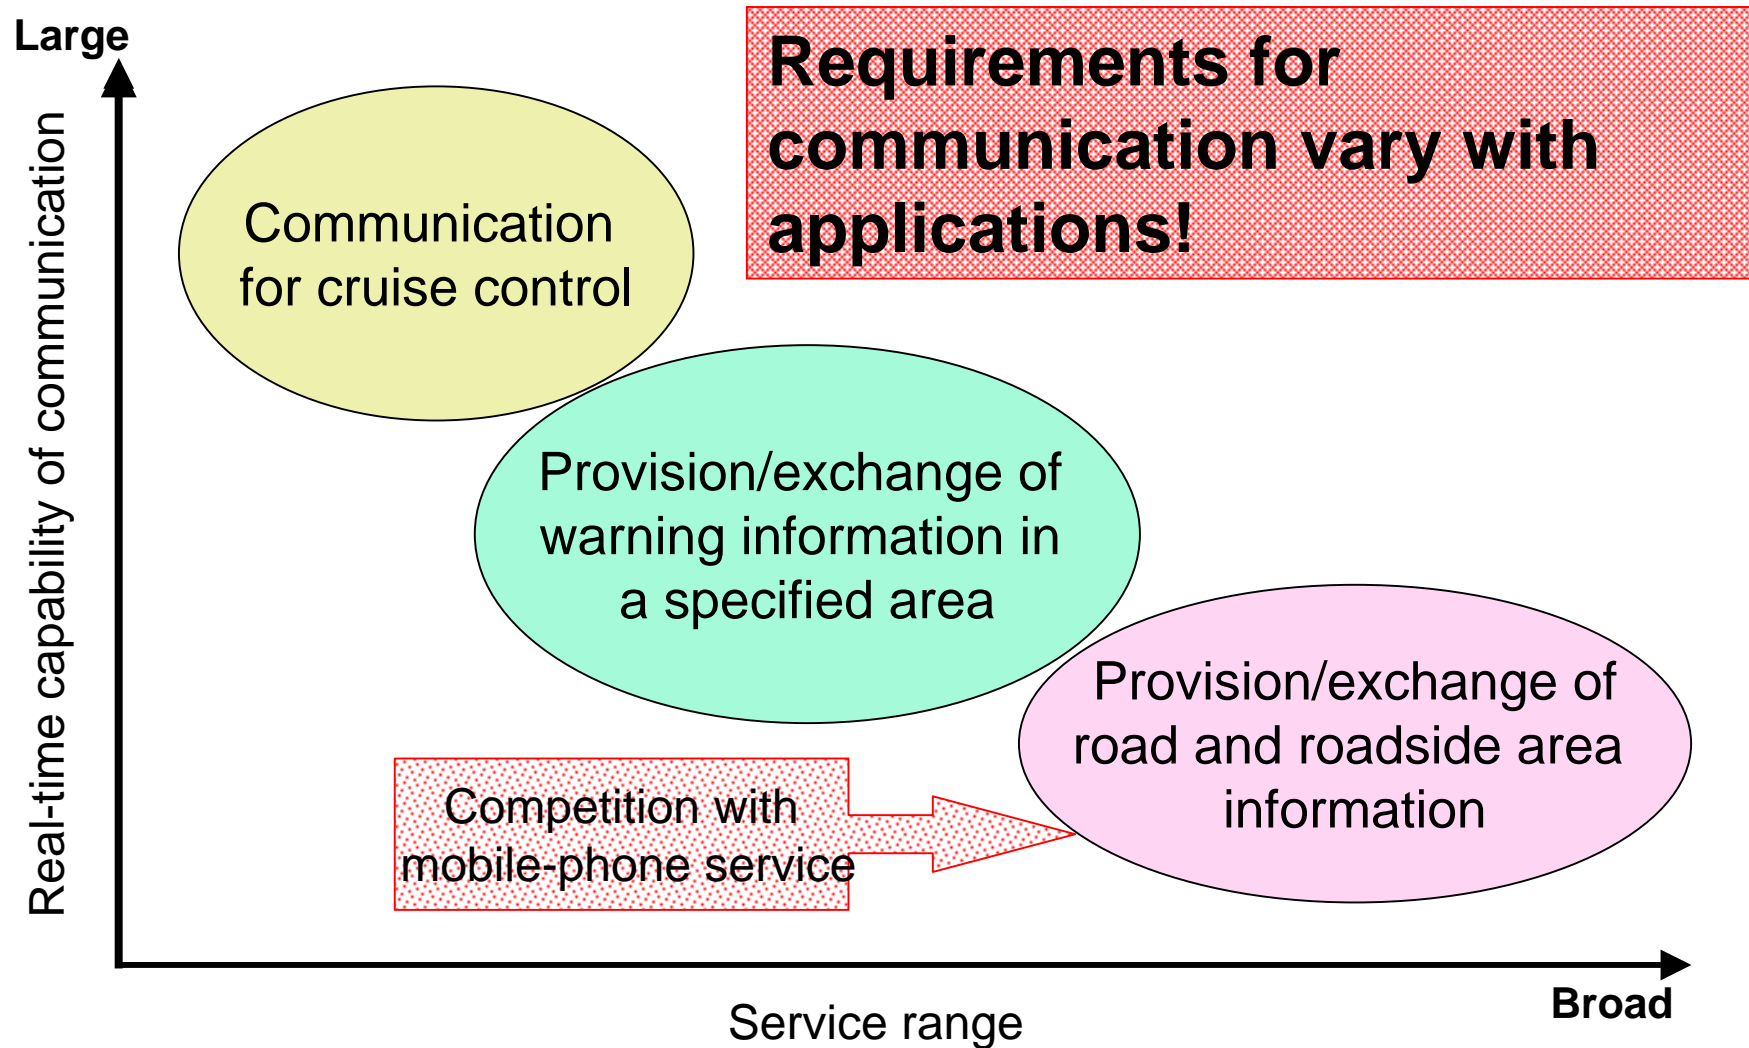 Large
Requirements for
communication vary with
applications!
Real-time capability of communication
Communication
for cruise control
Provision/exchange of
warning information in
a specified area
Provision/exchange of
road and roadside area
information
Competition with
mobile-phone service
Broad
Service range